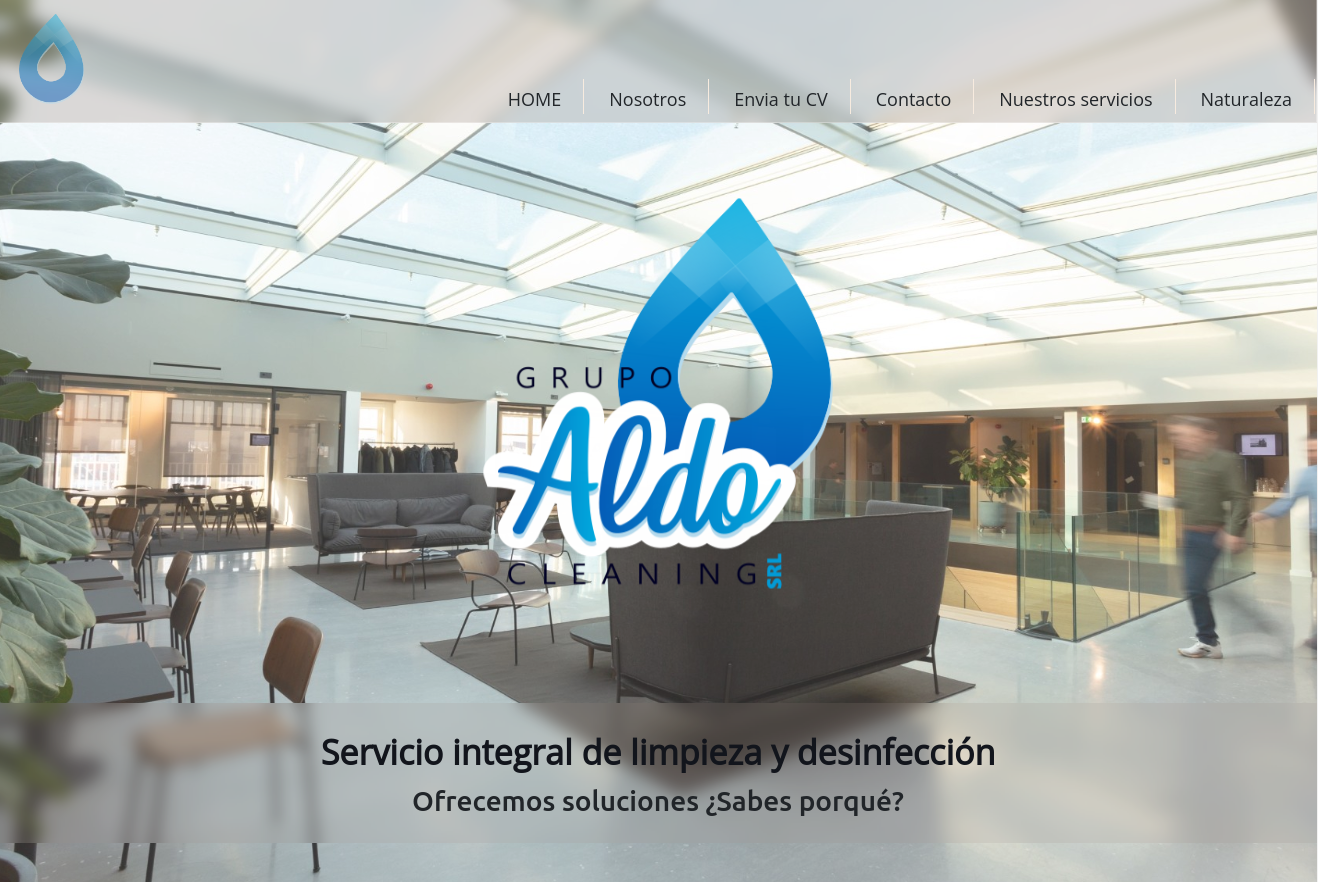 HOME
Nosotros
Envia tu CV
Contacto
Nuestros servicios
Naturaleza
GRUPO
Aldo
CLEANING SRL
Servicio integral de limpieza y desinfección
Ofrecemos soluciones ¿Sabes porqué?